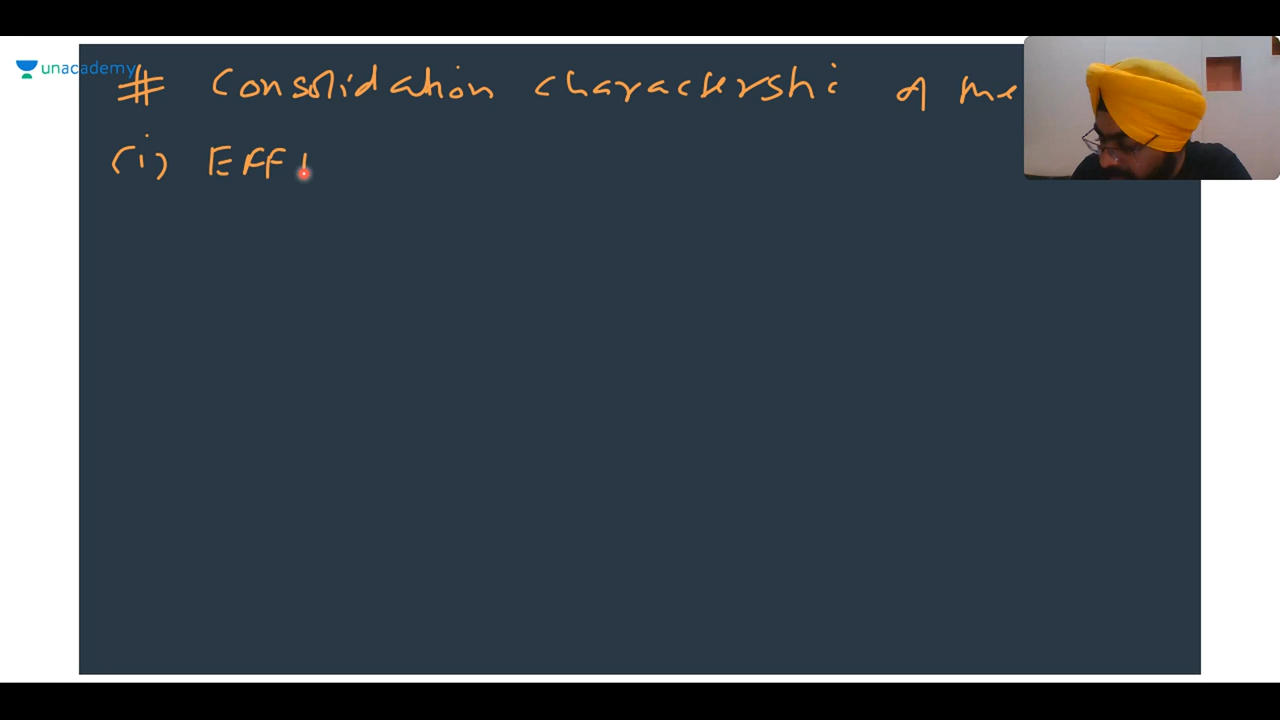 unacademy
# Consolidation characteristic of me
(i) Eff